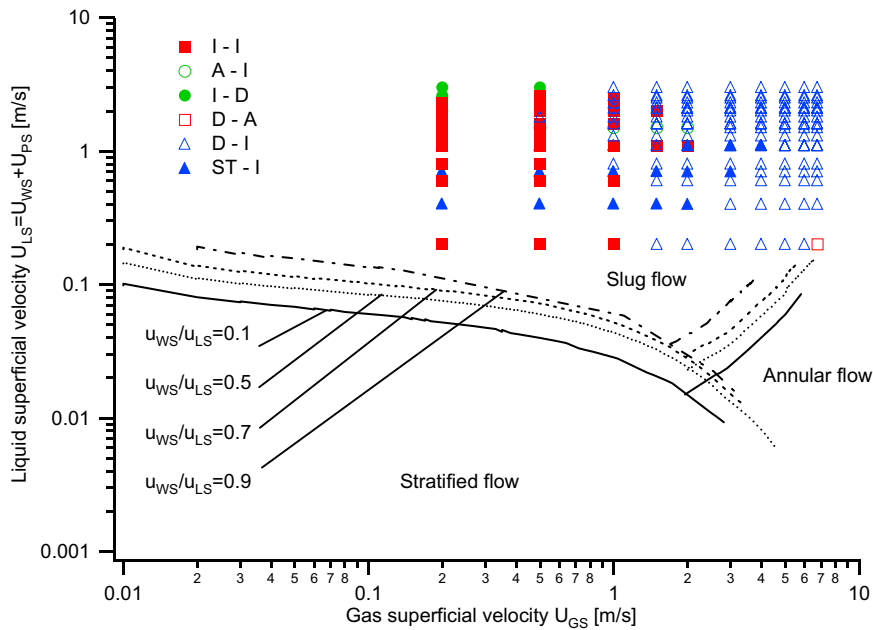 10
1
0.1
0.01
0.001
Liquid superficial velocity U_LS=U_WS+U_PS [m/s]
I - I
A - I
I - D
D - A
D - I
ST - I
Slug flow
Annular flow
Stratified flow
u_WS/u_LS=0.1
u_WS/u_LS=0.5
u_WS/u_LS=0.7
u_WS/u_LS=0.9
0.01 2 3 4 5 6 7 8 0.1 2 3 4 5 6 7 8 1 2 3 4 5 6 7 8 10
Gas superficial velocity U_GS [m/s]